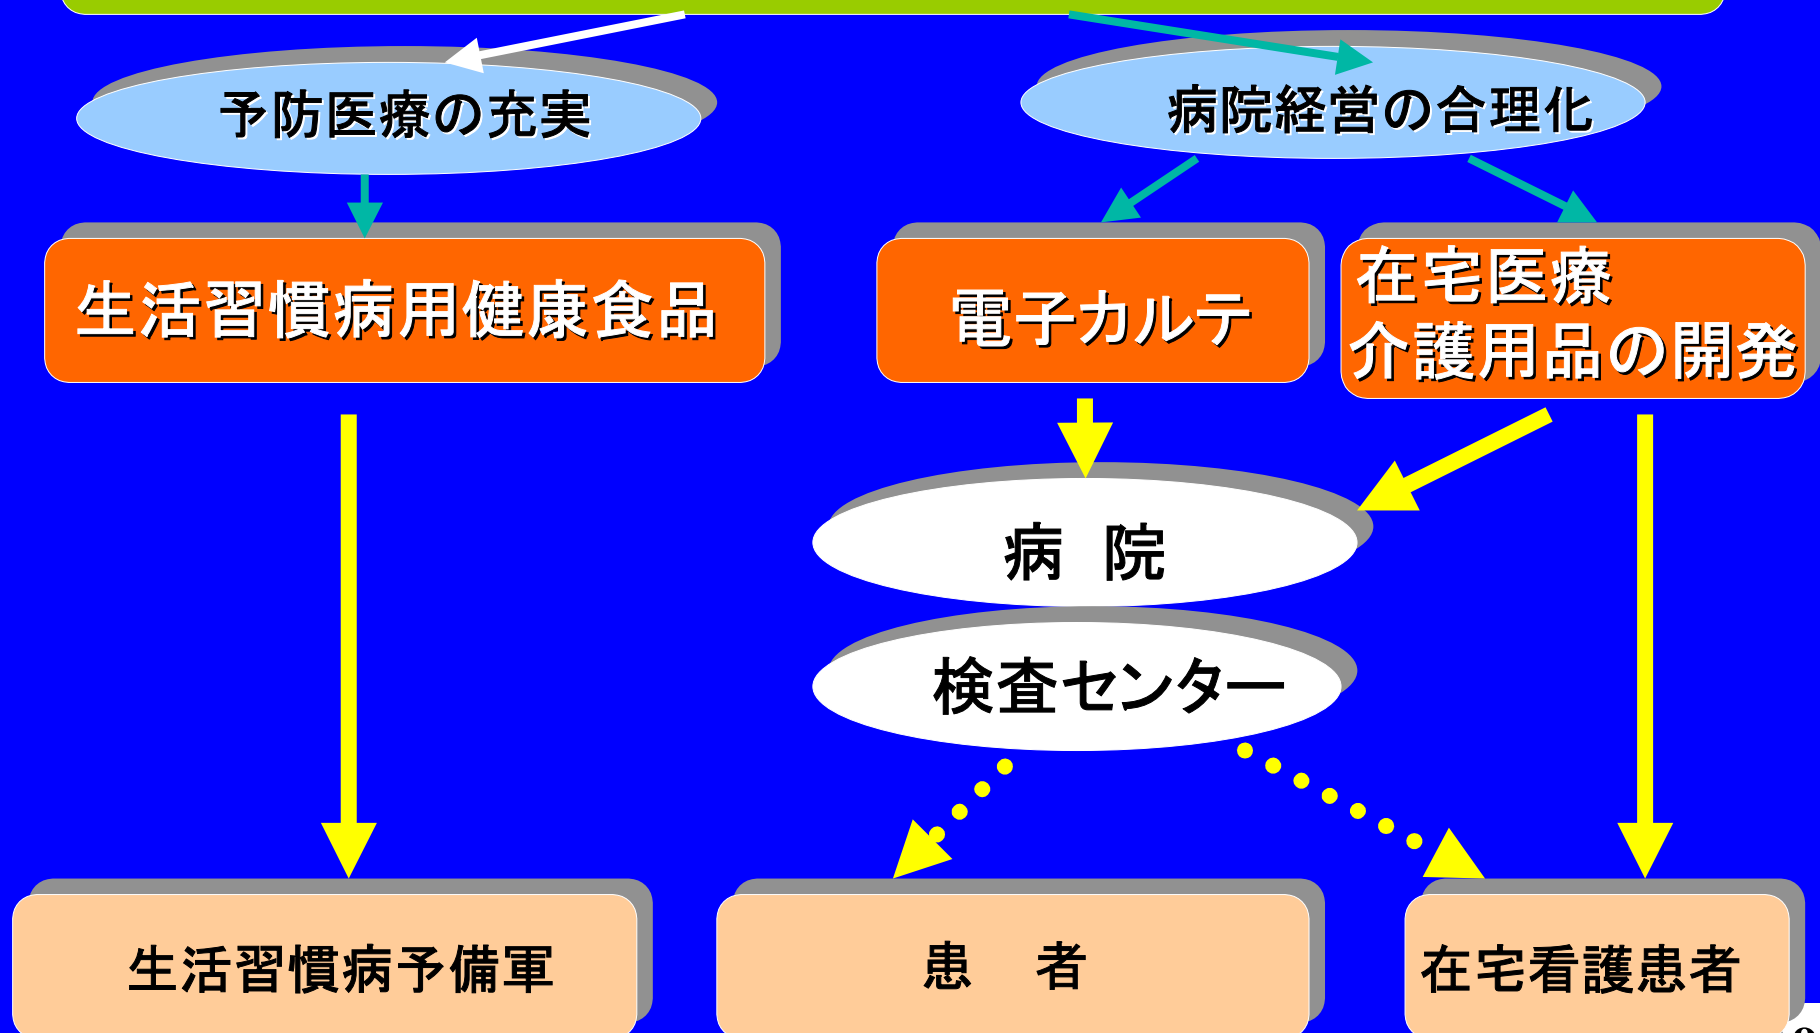 予防医療の充実
病院経営の合理化
生活習慣病用健康食品
電子カルテ
在宅医療
介護用品の開発
病 院
検査センター
生活習慣病予備軍
患 者
在宅看護患者